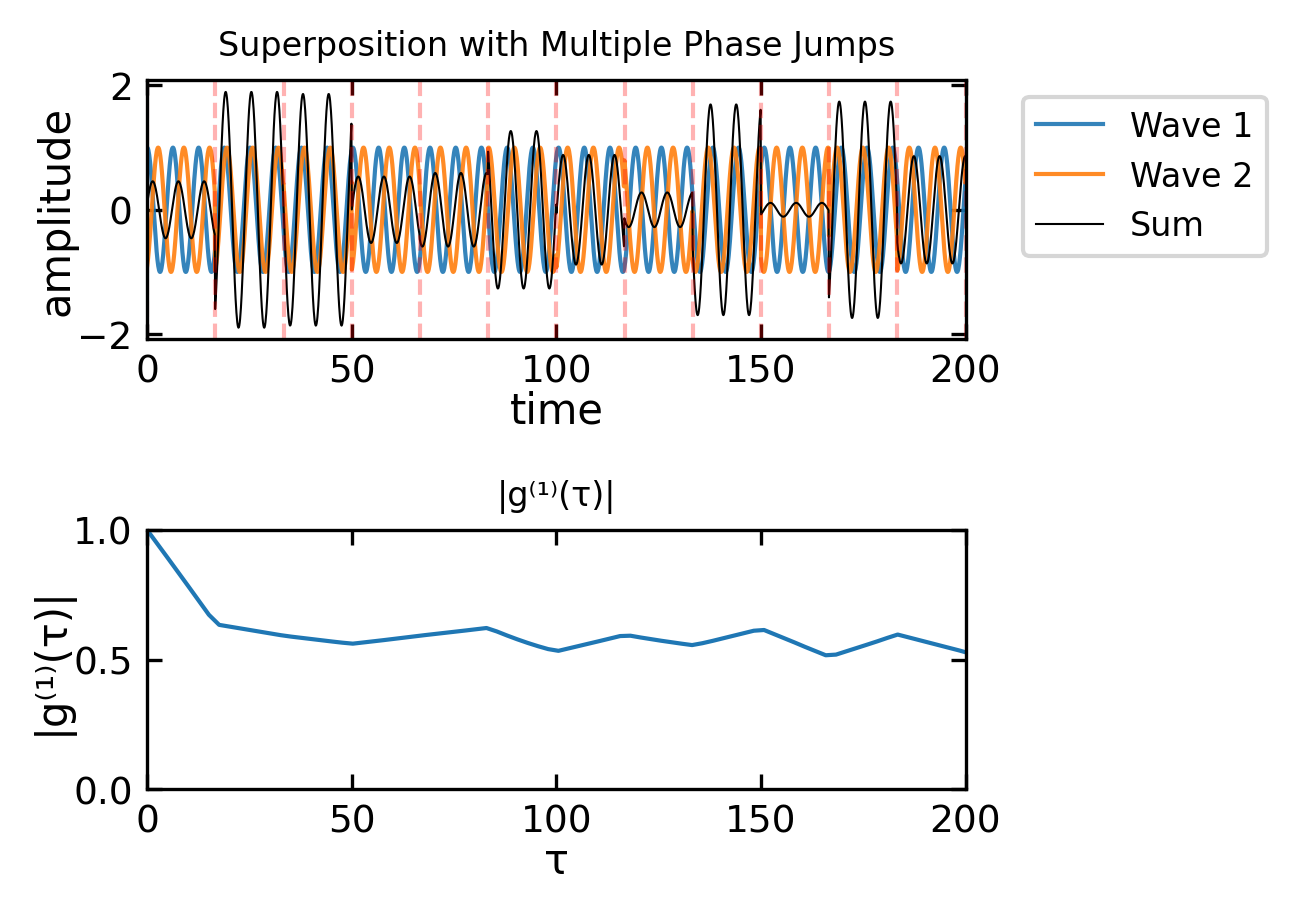 Superposition with Multiple Phase Jumps
2
0
−2
amplitude
0 50 100 150 200
time
Wave 1
Wave 2
Sum
|g⁽¹⁾(τ)|
1.0
0.5
0.0
|g⁽¹⁾(τ)|
0 50 100 150 200
τ